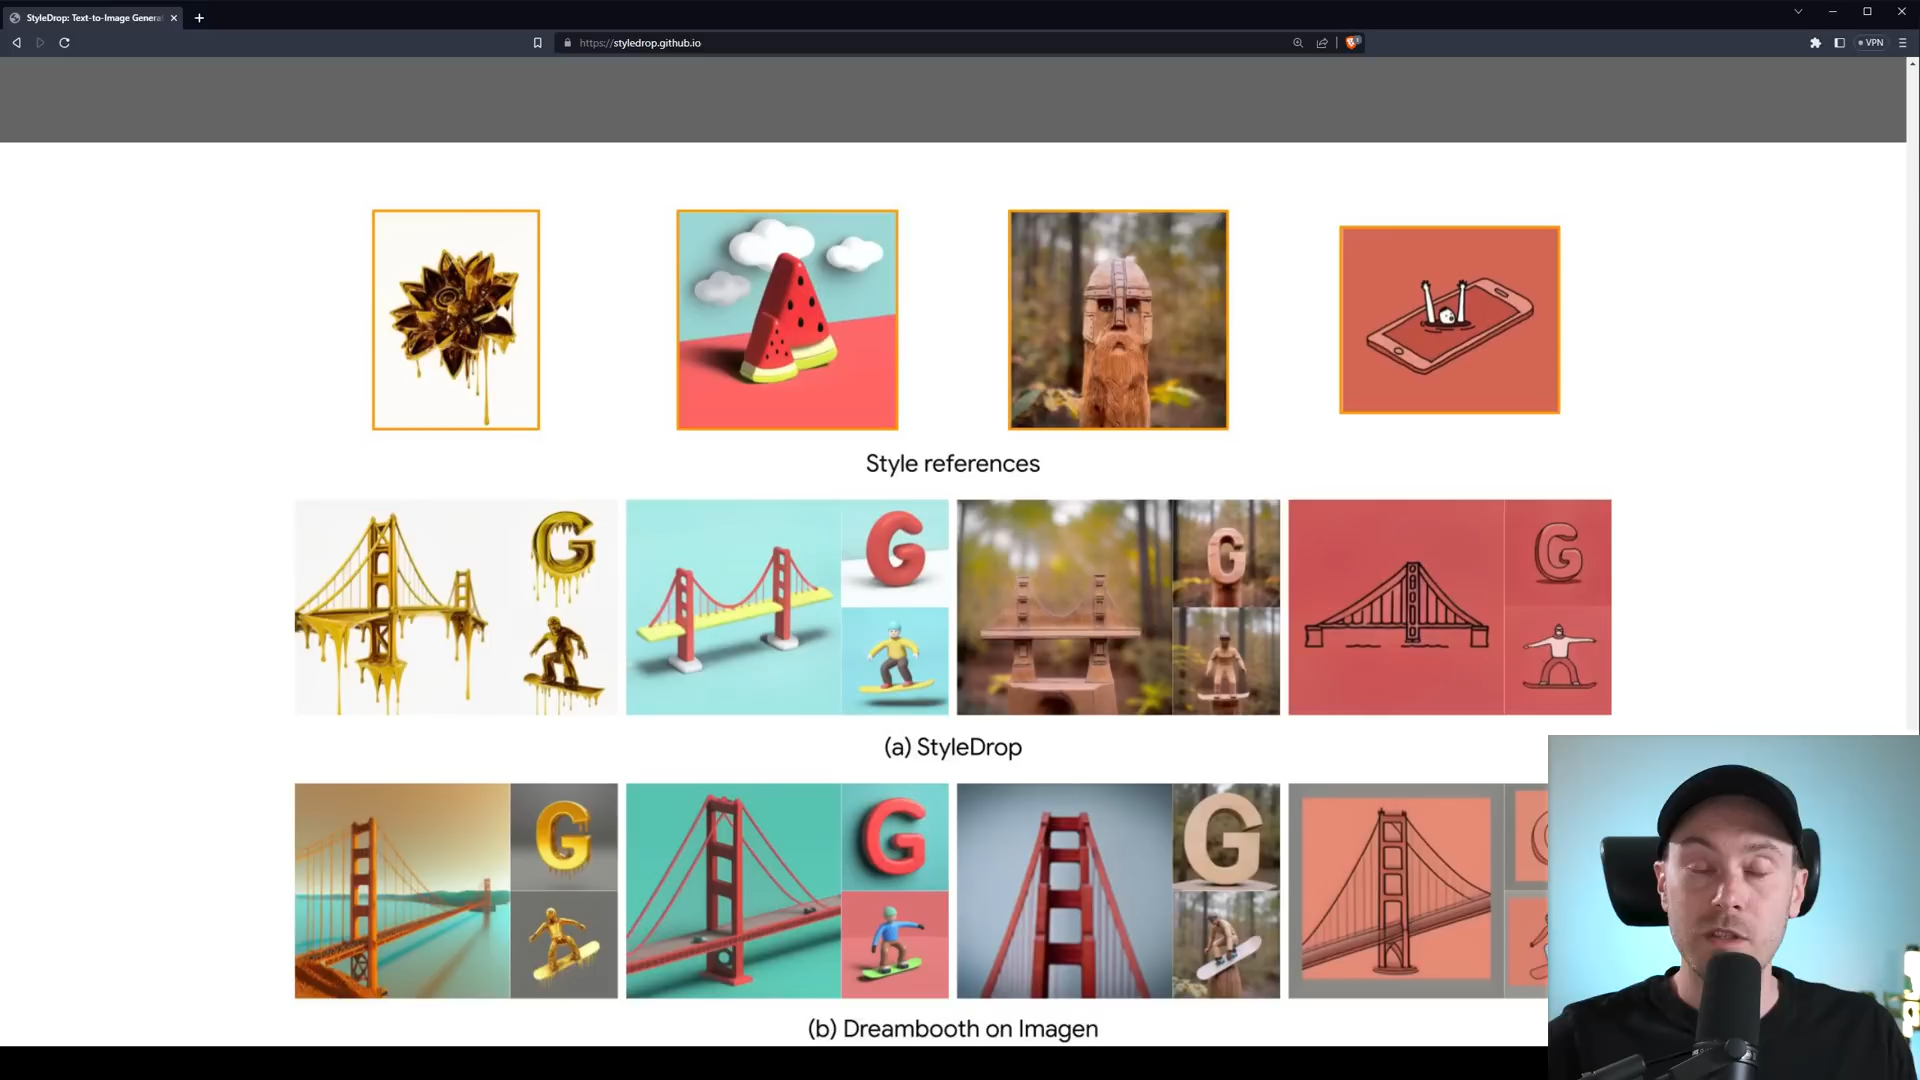 StyleDrop: Text-to-Image Genera
https://styledrop.github.io
VPN
Style references
G
G
G
G
(a) StyleDrop
G
G
G
(b) Dreambooth on Imagen